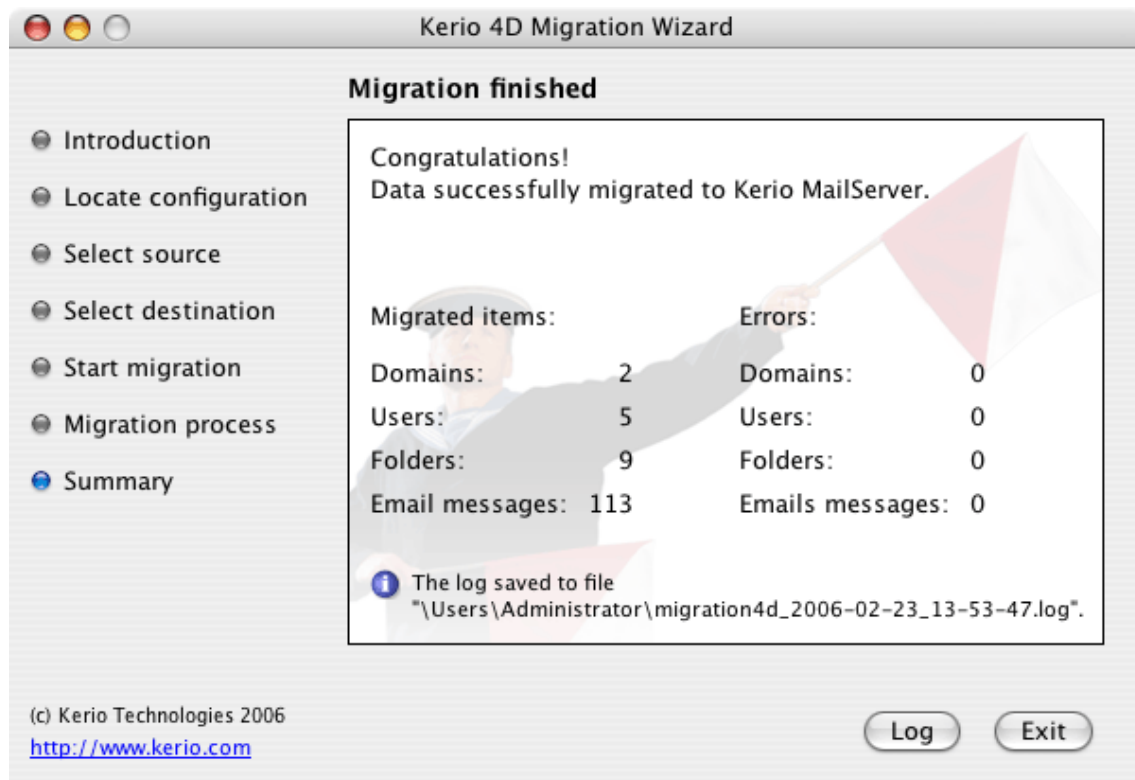 Kerio 4D Migration Wizard
Migration finished
Introduction
Locate configuration
Select source
Select destination
Start migration
Migration process
Summary
Congratulations!
Data successfully migrated to Kerio MailServer.
Migrated items: Errors:
Domains: 2 Domains: 0
Users: 5 Users: 0
Folders: 9 Folders: 0
Email messages: 113 Emails messages: 0
The log saved to file
"\Users\Administrator\migration4d_2006-02-23_13-53-47.log".
(c) Kerio Technologies 2006
http://www.kerio.com
Log Exit